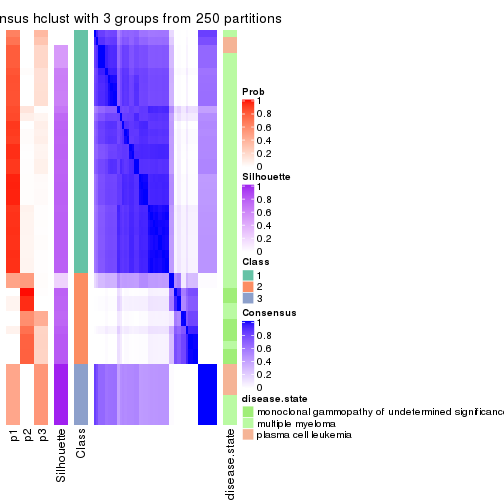 nsus hclust with 3 groups from 250 partitions
Prob
1
0.8
0.6
0.4
0.2
0
Silhouette
1
0.8
0.6
0.4
0.2
0
Class
1
2
3
Consensus
1
0.8
0.6
0.4
0.2
0
disease.state
monoclonal gammopathy of undetermined significance
multiple myeloma
plasma cell leukemia
p1
p2
p3
Silhouette
Class
disease.state